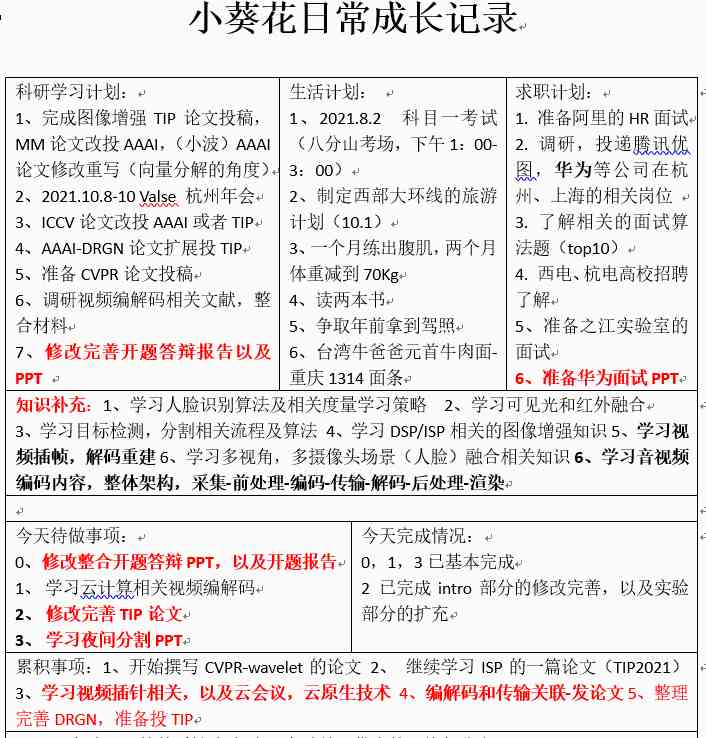 小葵花日常成长记录
科研学习计划：
1、完成图像增强 TIP 论文投稿，
MM 论文改投 AAAI，（小波）AAAI
论文修改重写（向量分解的角度）
2、2021.10.8-10 Valse 杭州年会
3、ICCV 论文改投 AAAI 或者 TIP
4、AAAI-DRGN 论文扩展投 TIP
5、准备 CVPR 论文投稿
6、调研视频编解码相关文献，整
合材料
7、修改完善开题答辩报告以及
PPT
生活计划：
1、2021.8.2 科目一考试
（八分山考场，下午 1：00-
3：00）
2、制定西部大环线的旅游
计划（10.1）
3、一个月练出腹肌，两个月
体重减到 70Kg
4、读两本书
5、争取年前拿到驾照
6、台湾牛爸爸元首牛肉面-
重庆 1314 面条
求职计划：
1. 准备阿里的 HR 面试
2. 调研，投递腾讯优
图，华为等公司在杭
州、上海的相关岗位
3. 了解相关的面试算
法题（top10）
4. 西电、杭电高校招聘
了解
5、准备之江实验室的
面试
6、准备华为面试 PPT
知识补充：1、学习人脸识别算法及相关度量学习策略 2、学习可见光和红外融合
3、学习目标检测，分割相关流程及算法 4、学习 DSP/ISP 相关的图像增强知识 5、学习视
频插帧，解码重建 6、学习多视角，多摄像头场景（人脸）融合相关知识 6、学习音视频
编码内容，整体架构，采集-前处理-编码-传输-解码-后处理-渲染
今天待做事项：
0、修改整合开题答辩 PPT，以及开题报告
1、 学习云计算相关视频编解码
2、 修改完善 TIP 论文
3、 学习夜间分割 PPT
今天完成情况：
0，1，3 已基本完成
2 已完成 intro 部分的修改完善，以及实验
部分的扩充
累积事项：1、开始撰写 CVPR-wavelet 的论文 2、 继续学习 ISP 的一篇论文（TIP2021）
3、学习视频插针相关，以及云会议，云原生技术 4、编解码和传输关联-发论文 5、整理
完善 DRGN，准备投 TIP